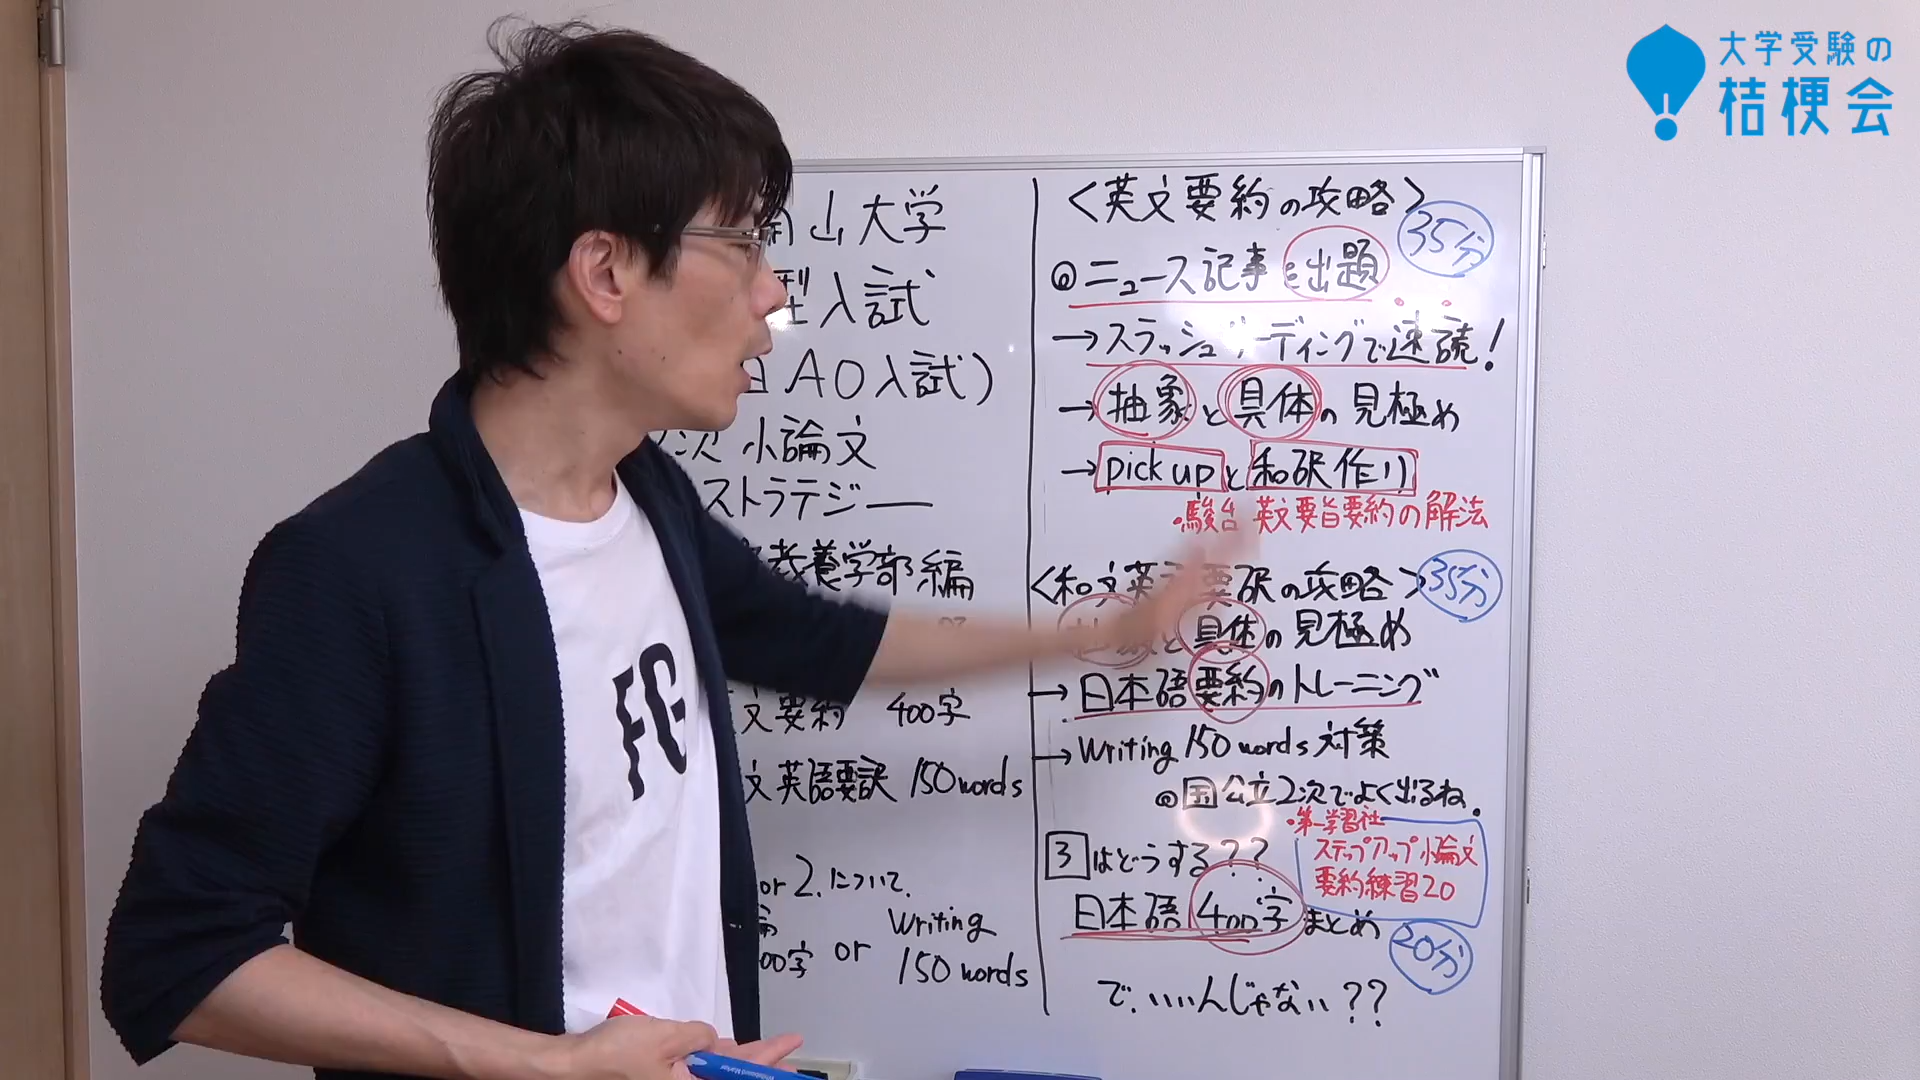 大学受験の
桔梗会
山大学
型入試
AO入試)
次 小論文
ストラテジー
教養学部編
文要約 400字
文英語要訳 150words
or 2.について.
00字 or Writing
150words
<英文要約の攻略>
35分
◎ニュース記事を出題
→スラッシュリーディングで速読!
→抽象と具体の見極め
→pick upと和訳作り
・駿台 英文要旨要約の解法
<和文英 要訳の攻略>
35分
具体の見極め
→日本語要約のトレーニング
→Writing 150words対策
◎国公立2次でよく出るね.
・第一学習社
ステップアップ小論文
要約練習20
3はどうする??
日本語400字まとめ
20分
で.いいんじゃない??
FG